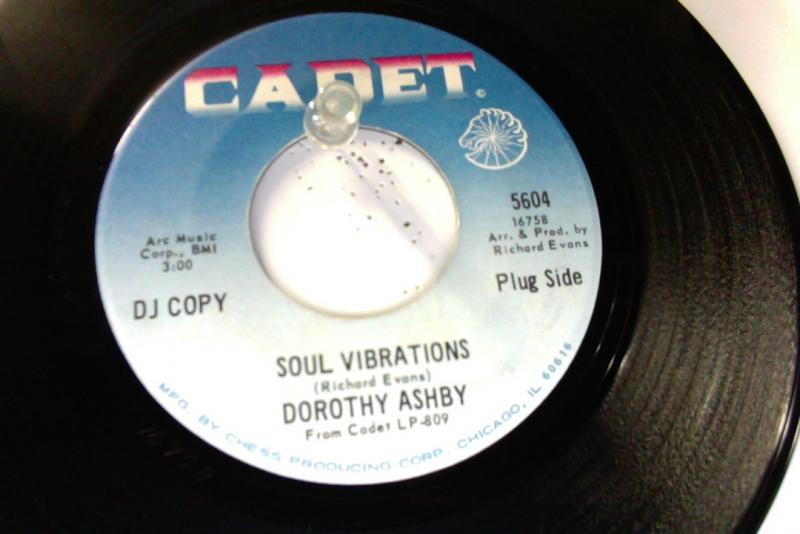 CADET
©
5604
16758
Arr. & Prod. by
Richard Evans
Plug Side
Arc Music
Corp., BMI
3:00
DJ COPY
SOUL VIBRATIONS
(Richard Evans)
DOROTHY ASHBY
From Cadet LP-809
MFG. BY CHESS PRODUCING CORP. CHICAGO, IL 60616